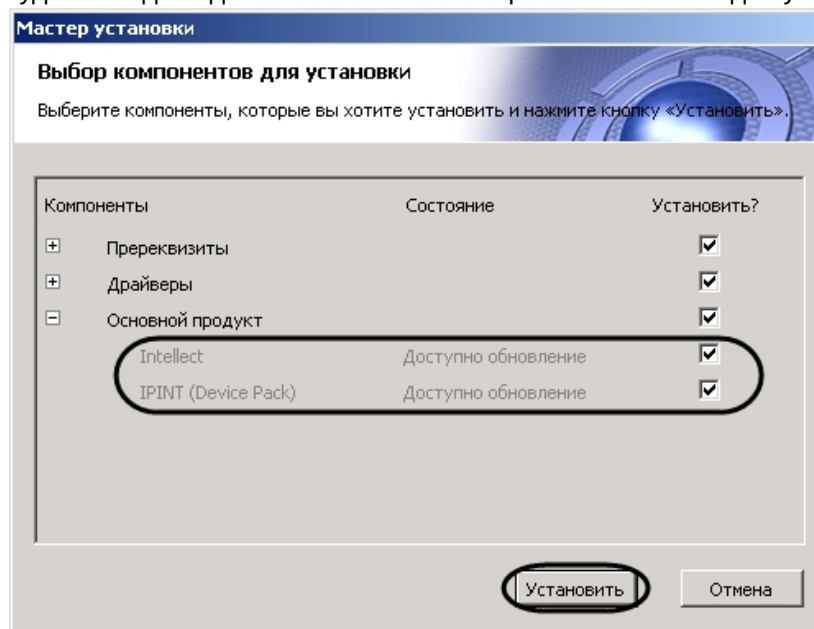 Мастер установки
Выбор компонентов для установки
Выберите компоненты, которые вы хотите установить и нажмите кнопку «Установить».
Компоненты Состояние Установить?
Пререквизиты
Драйверы
Основной продукт
Intellect Доступно обновление
IPINT (Device Pack) Доступно обновление
Установить Отмена